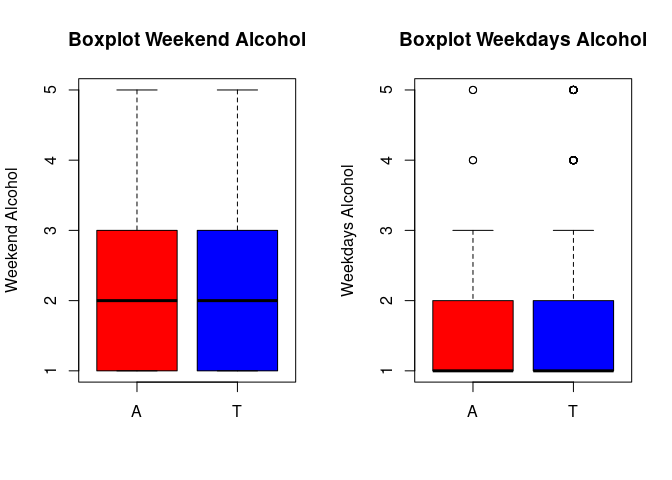 Boxplot Weekend Alcohol
Weekend Alcohol
5
4
3
2
1
A T
Boxplot Weekdays Alcohol
Weekdays Alcohol
5
4
3
2
1
A T